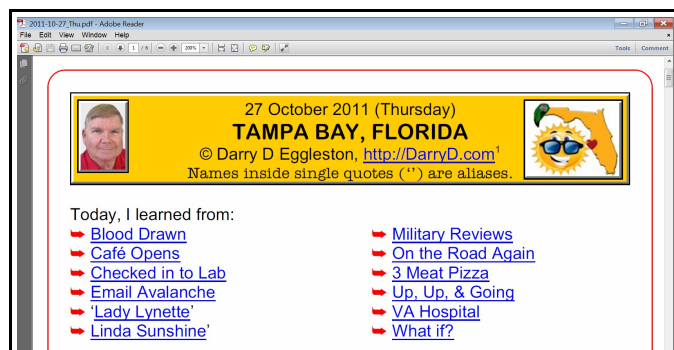 2011-10-27_Thu.pdf - Adobe Reader
File Edit View Window Help
1 / 6 200% Tools Comment
27 October 2011 (Thursday)
TAMPA BAY, FLORIDA
© Darry D Eggleston, http://DarryD.com1
Names inside single quotes (‘’) are aliases.
Today, I learned from:
Blood Drawn
Café Opens
Checked in to Lab
Email Avalanche
‘Lady Lynette’
Linda Sunshine’
Military Reviews
On the Road Again
3 Meat Pizza
Up, Up, & Going
VA Hospital
What if?